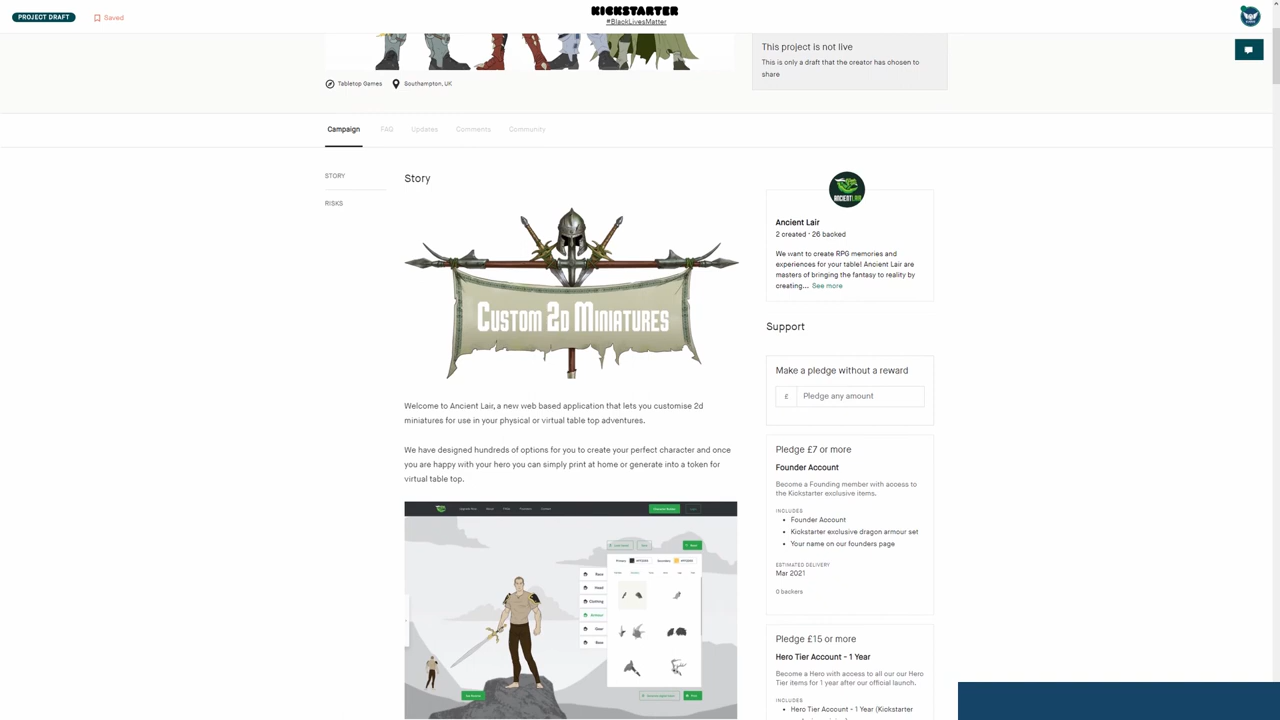 PROJECT DRAFT
Saved
KICKSTARTER
#BlackLivesMatter
This project is not live
This is only a draft that the creator has chosen to
share
Tabletop Games
Southampton, UK
Campaign
FAQ
Updates
Comments
Community
STORY
RISKS
Story
CUSTOM 2D MINIATURES
Welcome to Ancient Lair, a new web based application that lets you customise 2d
miniatures for use in your physical or virtual table top adventures.
We have designed hundreds of options for you to create your perfect character and once
you are happy with your hero you can simply print at home or generate into a token for
virtual table top.
Race
Head
Clothing
Armour
Gear
Base
ANCIENT LAIR
Ancient Lair
2 created · 26 backed
We want to create RPG memories and
experiences for your table! Ancient Lair are
masters of bringing the fantasy to reality by
creating... See more
Support
Make a pledge without a reward
£
Pledge any amount
Pledge £7 or more
Founder Account
Become a Founding member with access to
the Kickstarter exclusive items.
INCLUDES
• Founder Account
• Kickstarter exclusive dragon armour set
• Your name on our founders page
ESTIMATED DELIVERY
Mar 2021
0 backers
Pledge £15 or more
Hero Tier Account - 1 Year
Become a Hero with access to all our our Hero
Tier items for 1 year after our official launch.
INCLUDES
• Hero Tier Account - 1 Year (Kickstarter